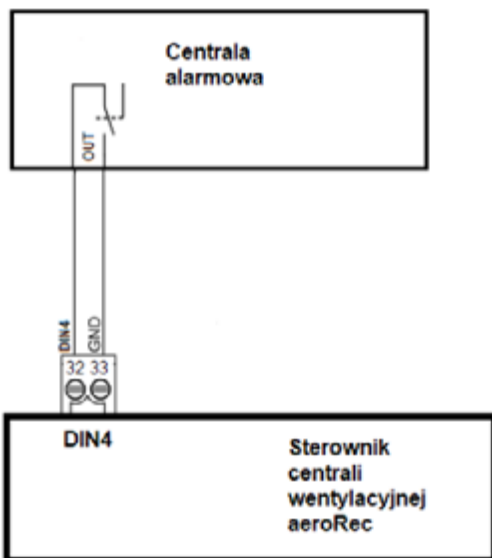 Centrala
alarmowa
OUT
DIN4
GND
32 33
DIN4
Sterownik
centrali
wentylacyjnej
aeroRec